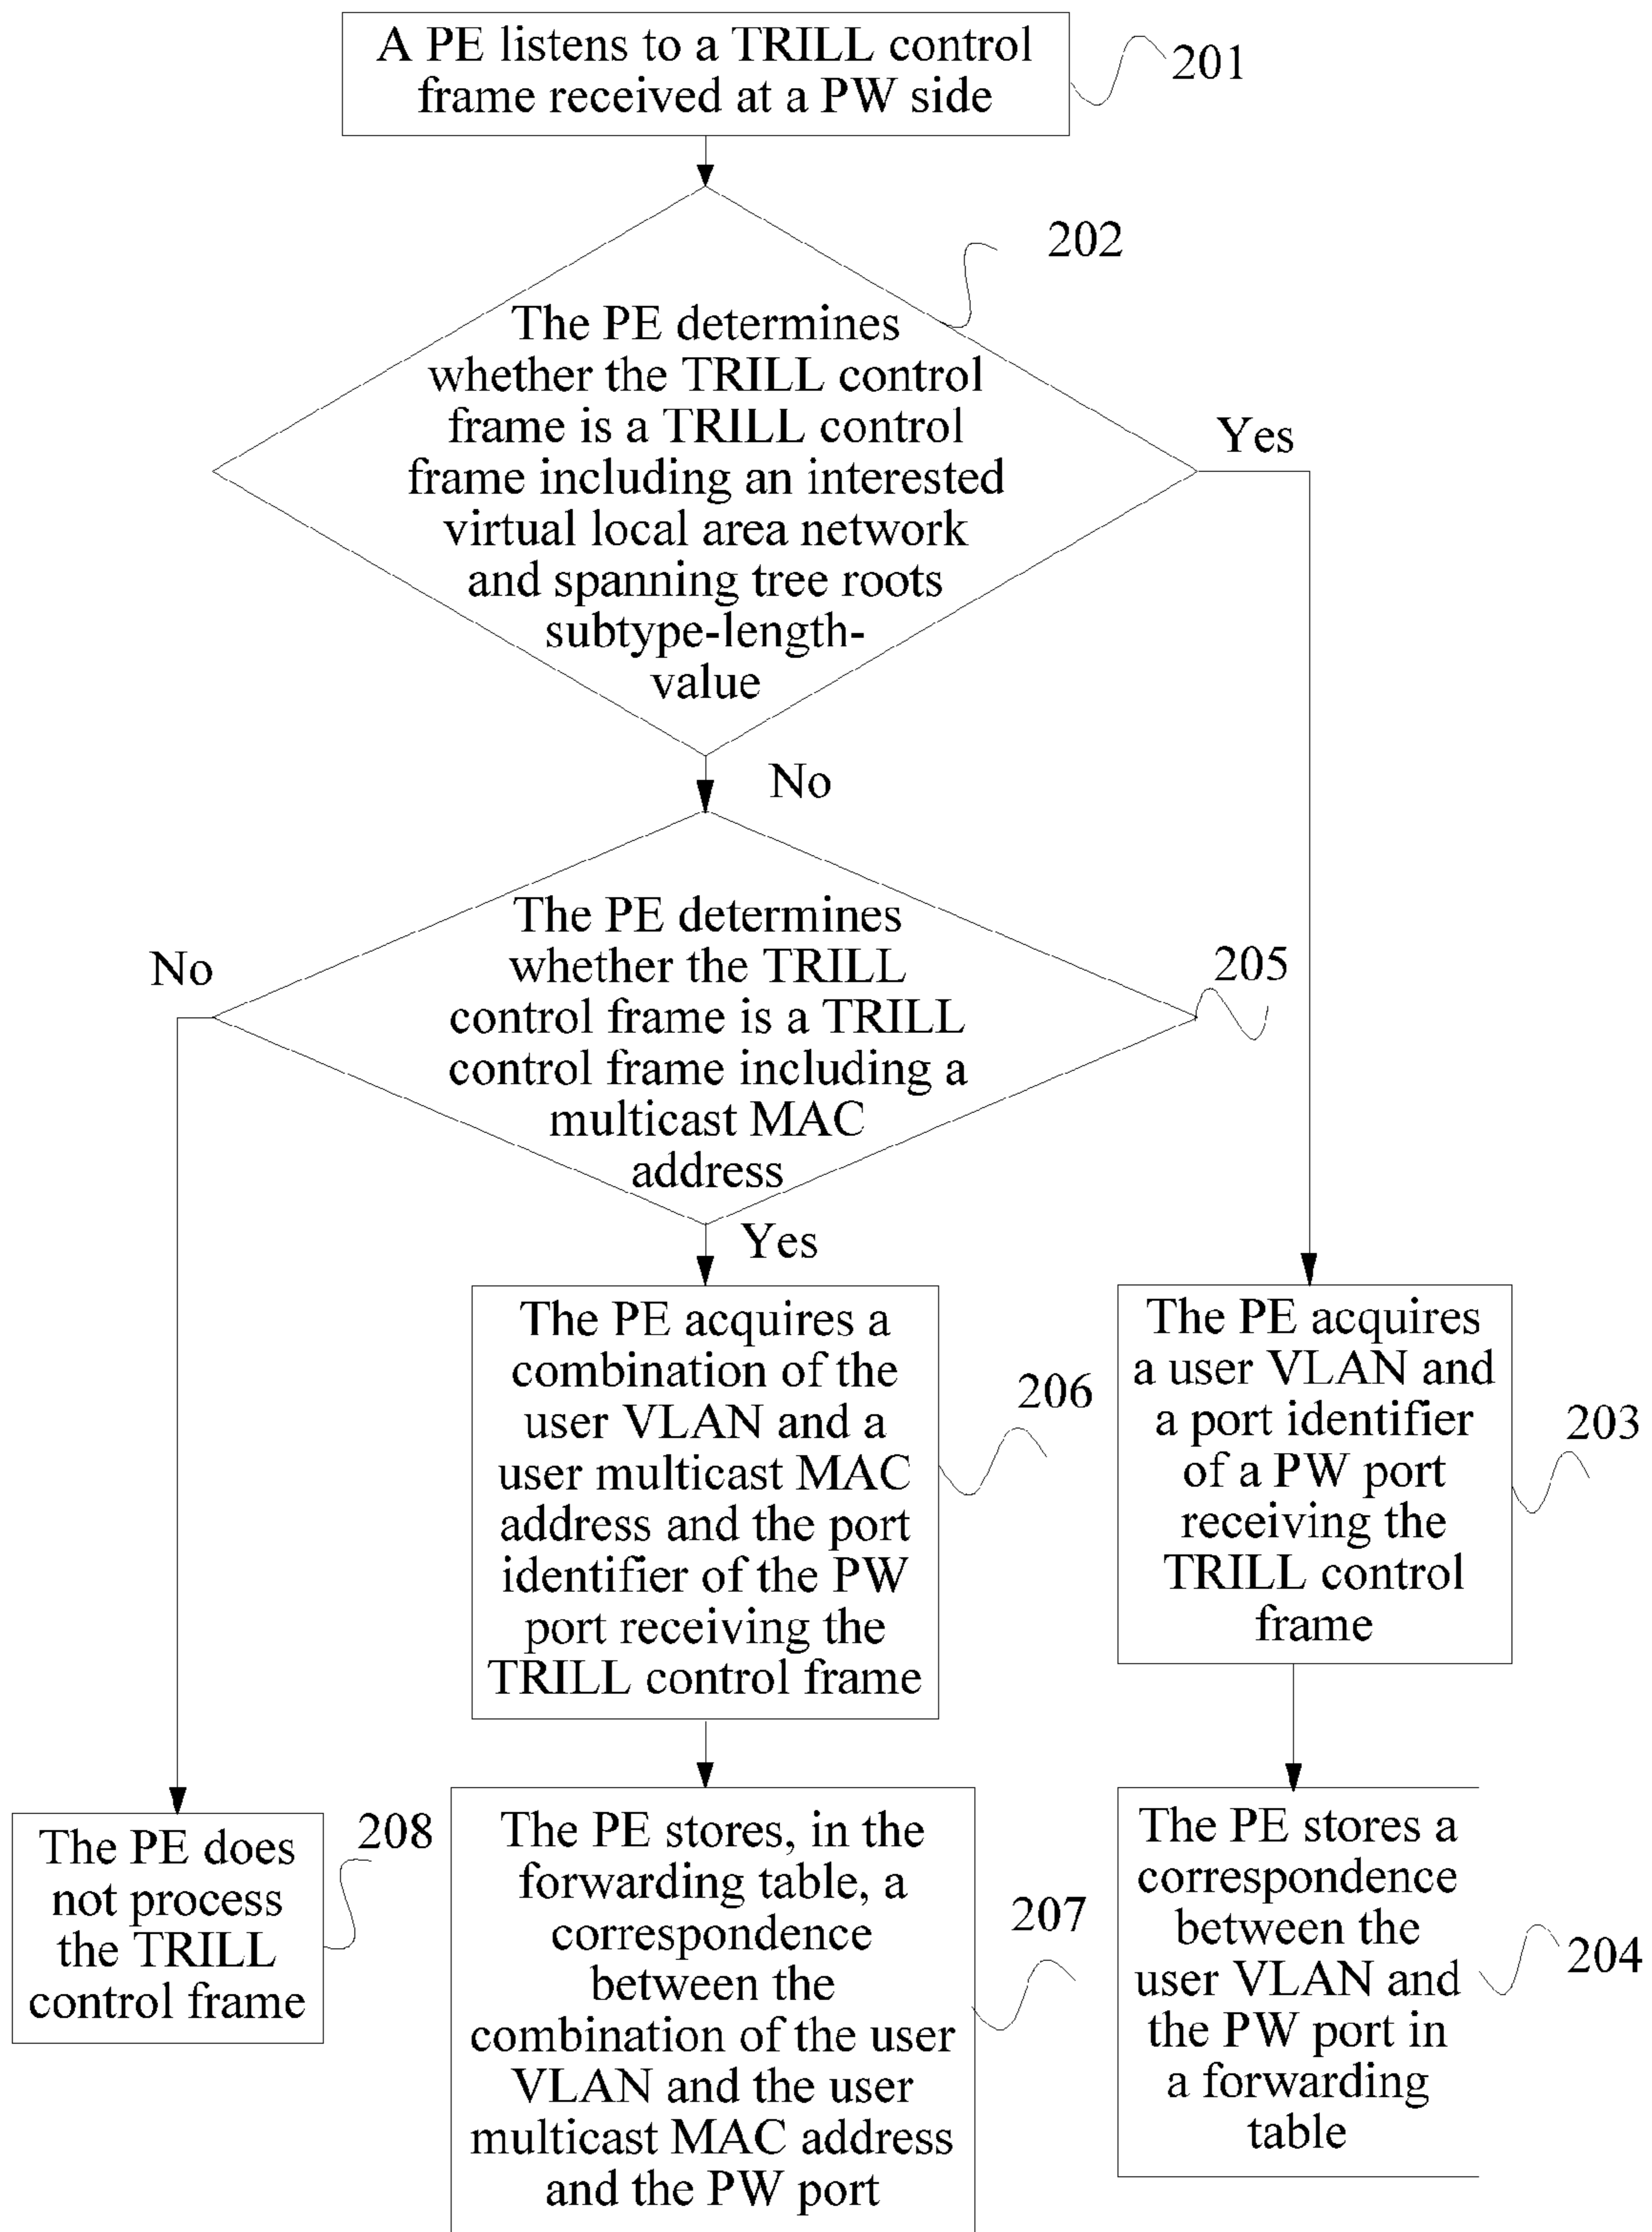 A PE listens to a TRILL control
frame received at a PW side
201
202
The PE determines
whether the TRILL control
frame is a TRILL control
frame including an interested
virtual local area network
and spanning tree roots
subtype-length-
value
Yes
No
The PE determines
whether the TRILL
control frame is a TRILL
control frame including a
multicast MAC
address
205
No
Yes
The PE acquires a
combination of the
user VLAN and a
user multicast MAC
address and the port
identifier of the PW
port receiving the
TRILL control frame
206
The PE acquires
a user VLAN and
a port identifier
of a PW port
receiving the
TRILL control
frame
203
The PE does
not process
the TRILL
control frame
208
The PE stores, in the
forwarding table, a
correspondence
between the
combination of the user
VLAN and the user
multicast MAC address
and the PW port
207
The PE stores a
correspondence
between the
user VLAN and
the PW port in
a forwarding
table
204